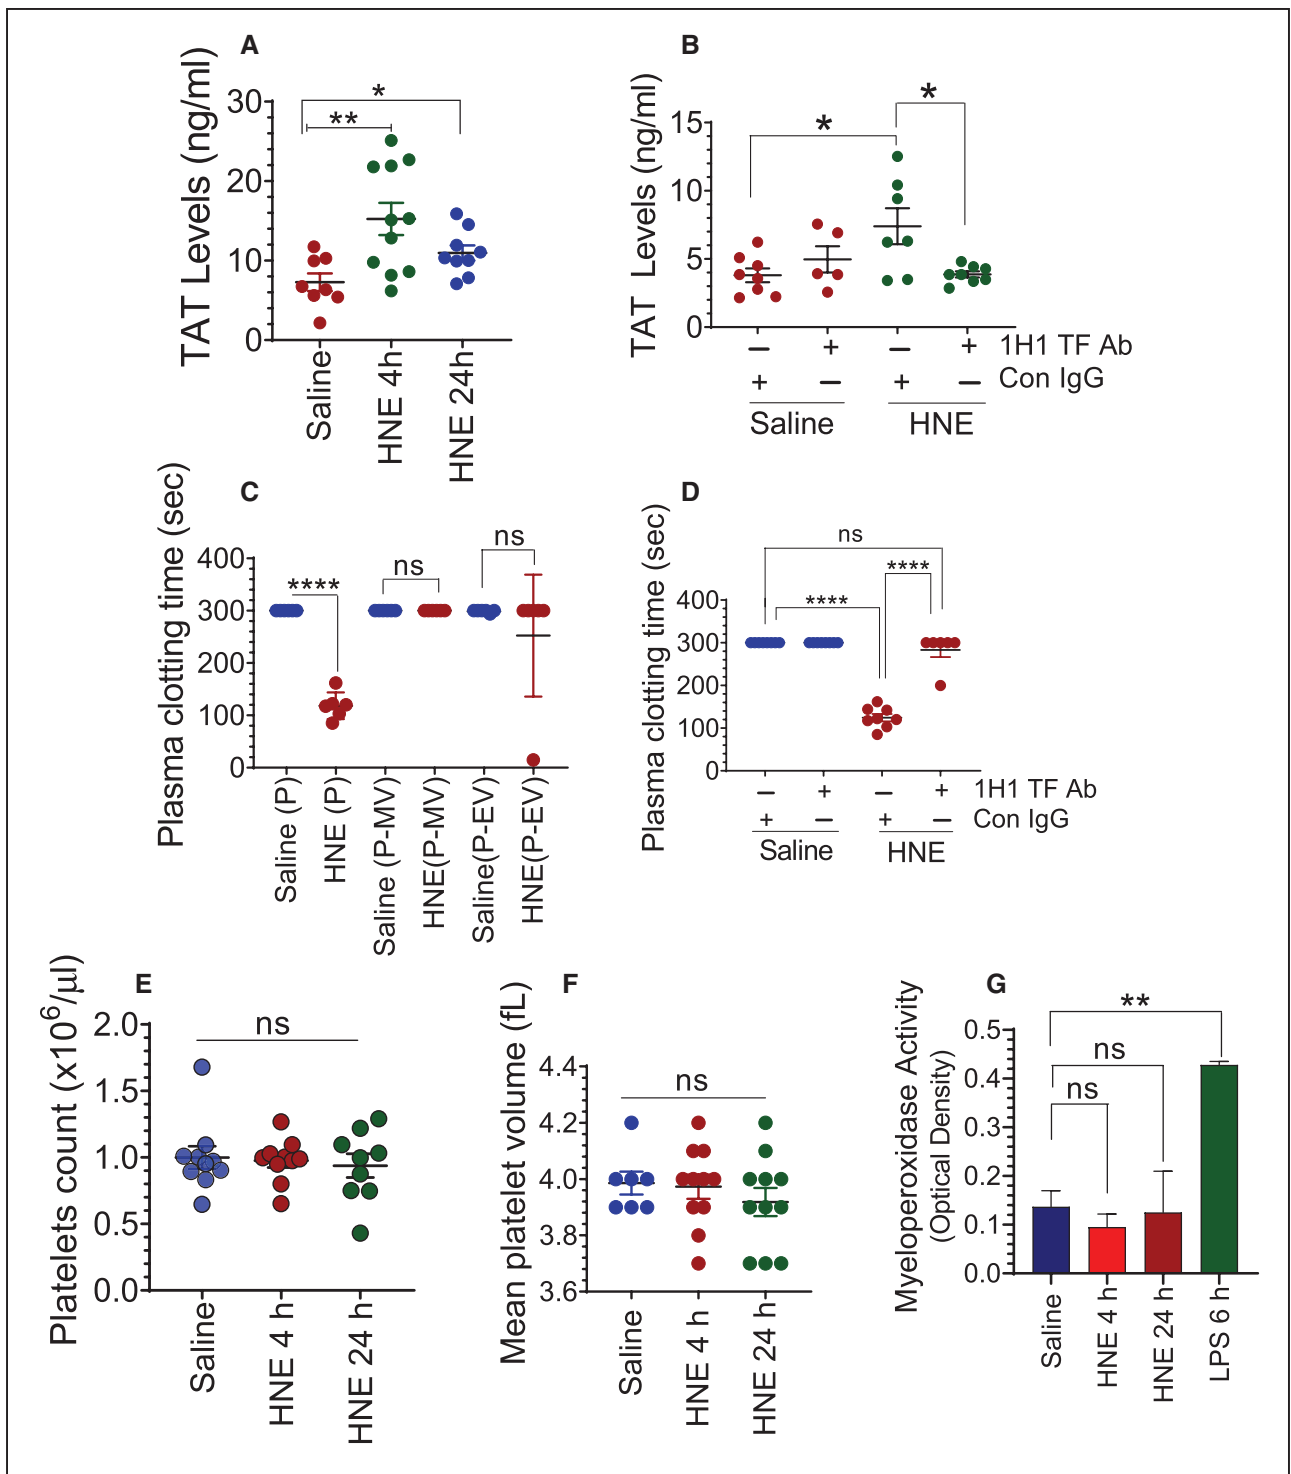 A
TAT Levels (ng/ml)
30
20
10
0
*
**
Saline
HNE 4h
HNE 24h
B
TAT Levels (ng/ml)
15
10
5
0
*
*
– + – + 1H1 TF Ab
+ – + – Con IgG
Saline HNE
C
Plasma clotting time (sec)
400
300
200
100
0
****
ns
ns
Saline (P)
HNE (P)
Saline (P-MV)
HNE(P-MV)
Saline(P-EV)
HNE(P-EV)
D
Plasma clotting time (sec)
400
300
200
100
0
ns
****
****
– + – + 1H1 TF Ab
+ – + – Con IgG
Saline HNE
E
Platelets count (x10⁶/µl)
2.0
1.5
1.0
0.5
0.0
ns
Saline
HNE 4 h
HNE 24 h
F
Mean platelet volume (fL)
4.4
4.2
4.0
3.8
3.6
ns
Saline
HNE 4 h
HNE 24 h
G
Myeloperoxidase Activity
(Optical Density)
0.5
0.4
0.3
0.2
0.1
0.0
**
ns
ns
Saline
HNE 4 h
HNE 24 h
LPS 6 h